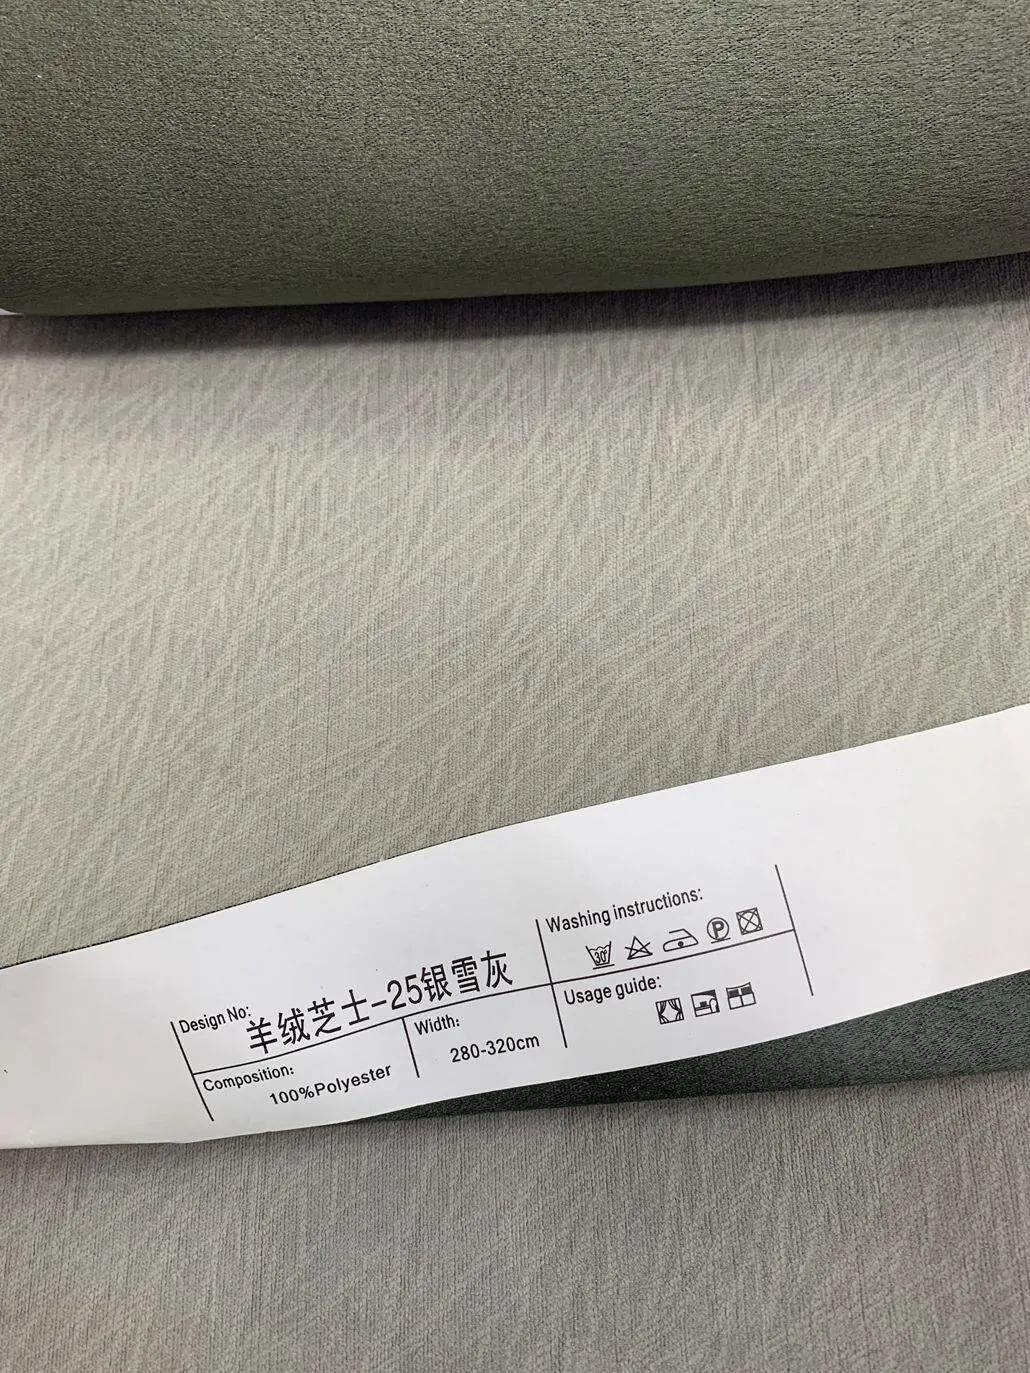 Design No:
羊绒芝士-25银雪灰
Composition:
100%Polyester
Width:
280-320cm
Washing instructions:
30°
P
Usage guide: